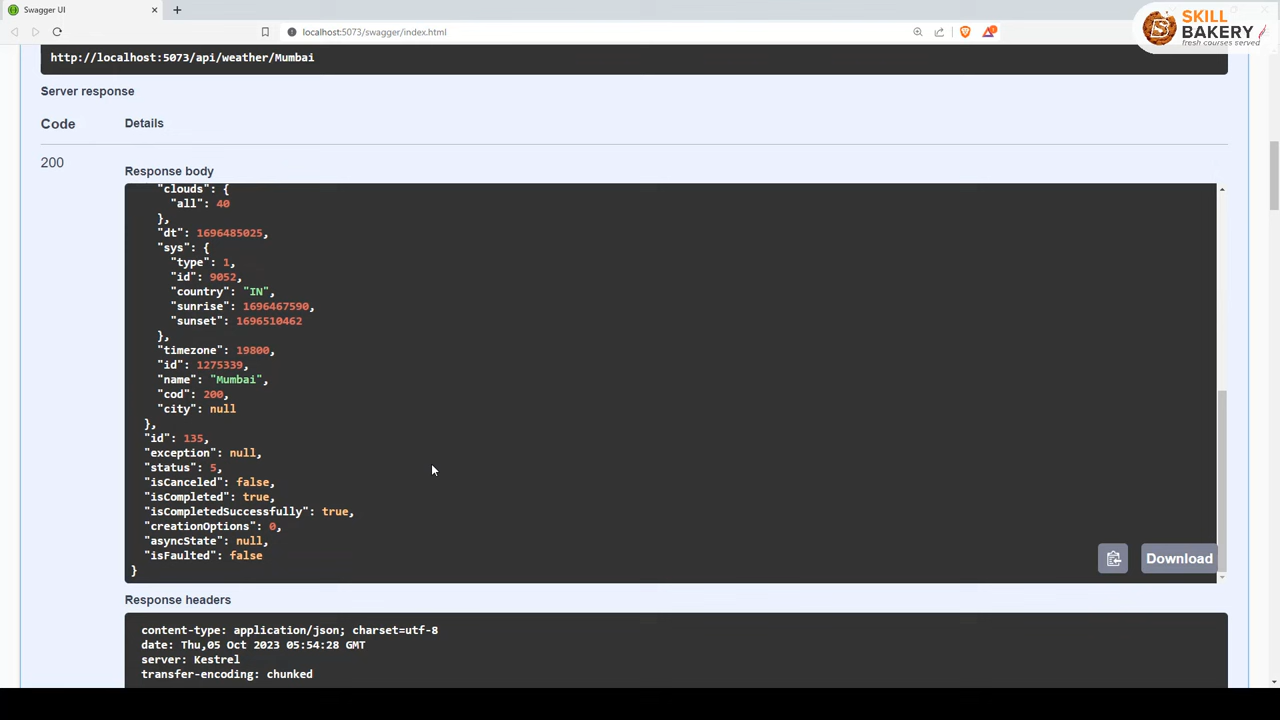 Swagger UI
localhost:5073/swagger/index.html
SKILL
BAKERY
fresh courses served
http://localhost:5073/api/weather/Mumbai
Server response
Code
Details
200
Response body
"clouds": {
"all": 40
},
"dt": 1696485025,
"sys": {
"type": 1,
"id": 9052,
"country": "IN",
"sunrise": 1696467590,
"sunset": 1696510462
},
"timezone": 19800,
"id": 1275339,
"name": "Mumbai",
"cod": 200,
"city": null
},
"id": 135,
"exception": null,
"status": 5,
"isCanceled": false,
"isCompleted": true,
"isCompletedSuccessfully": true,
"creationOptions": 0,
"asyncState": null,
"isFaulted": false
}
Download
Response headers
content-type: application/json; charset=utf-8
date: Thu,05 Oct 2023 05:54:28 GMT
server: Kestrel
transfer-encoding: chunked